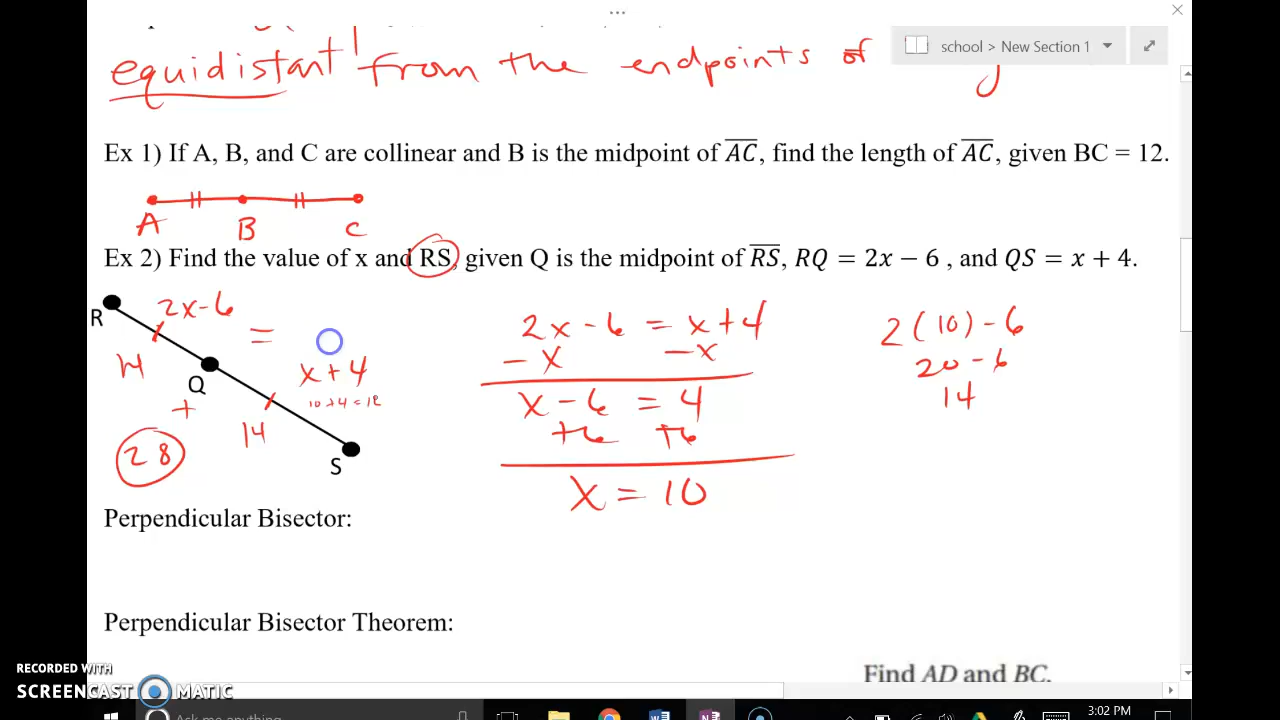 school > New Section 1
equidistant from the endpoints of
Ex 1) If A, B, and C are collinear and B is the midpoint of AC, find the length of AC, given BC = 12.
A B C
Ex 2) Find the value of x and RS, given Q is the midpoint of RS, RQ = 2x − 6 , and QS = x + 4.
R
2x-6
=
x+4
10+4=12
14
Q
+
14
28
S
2x-6 = x+4
-x -x
x-6 = 4
+6 +6
x = 10
2(10)-6
20-6
14
Perpendicular Bisector:
Perpendicular Bisector Theorem:
Find AD and BC.
RECORDED WITH
SCREENCAST MATIC
Ask me anything
3:02 PM